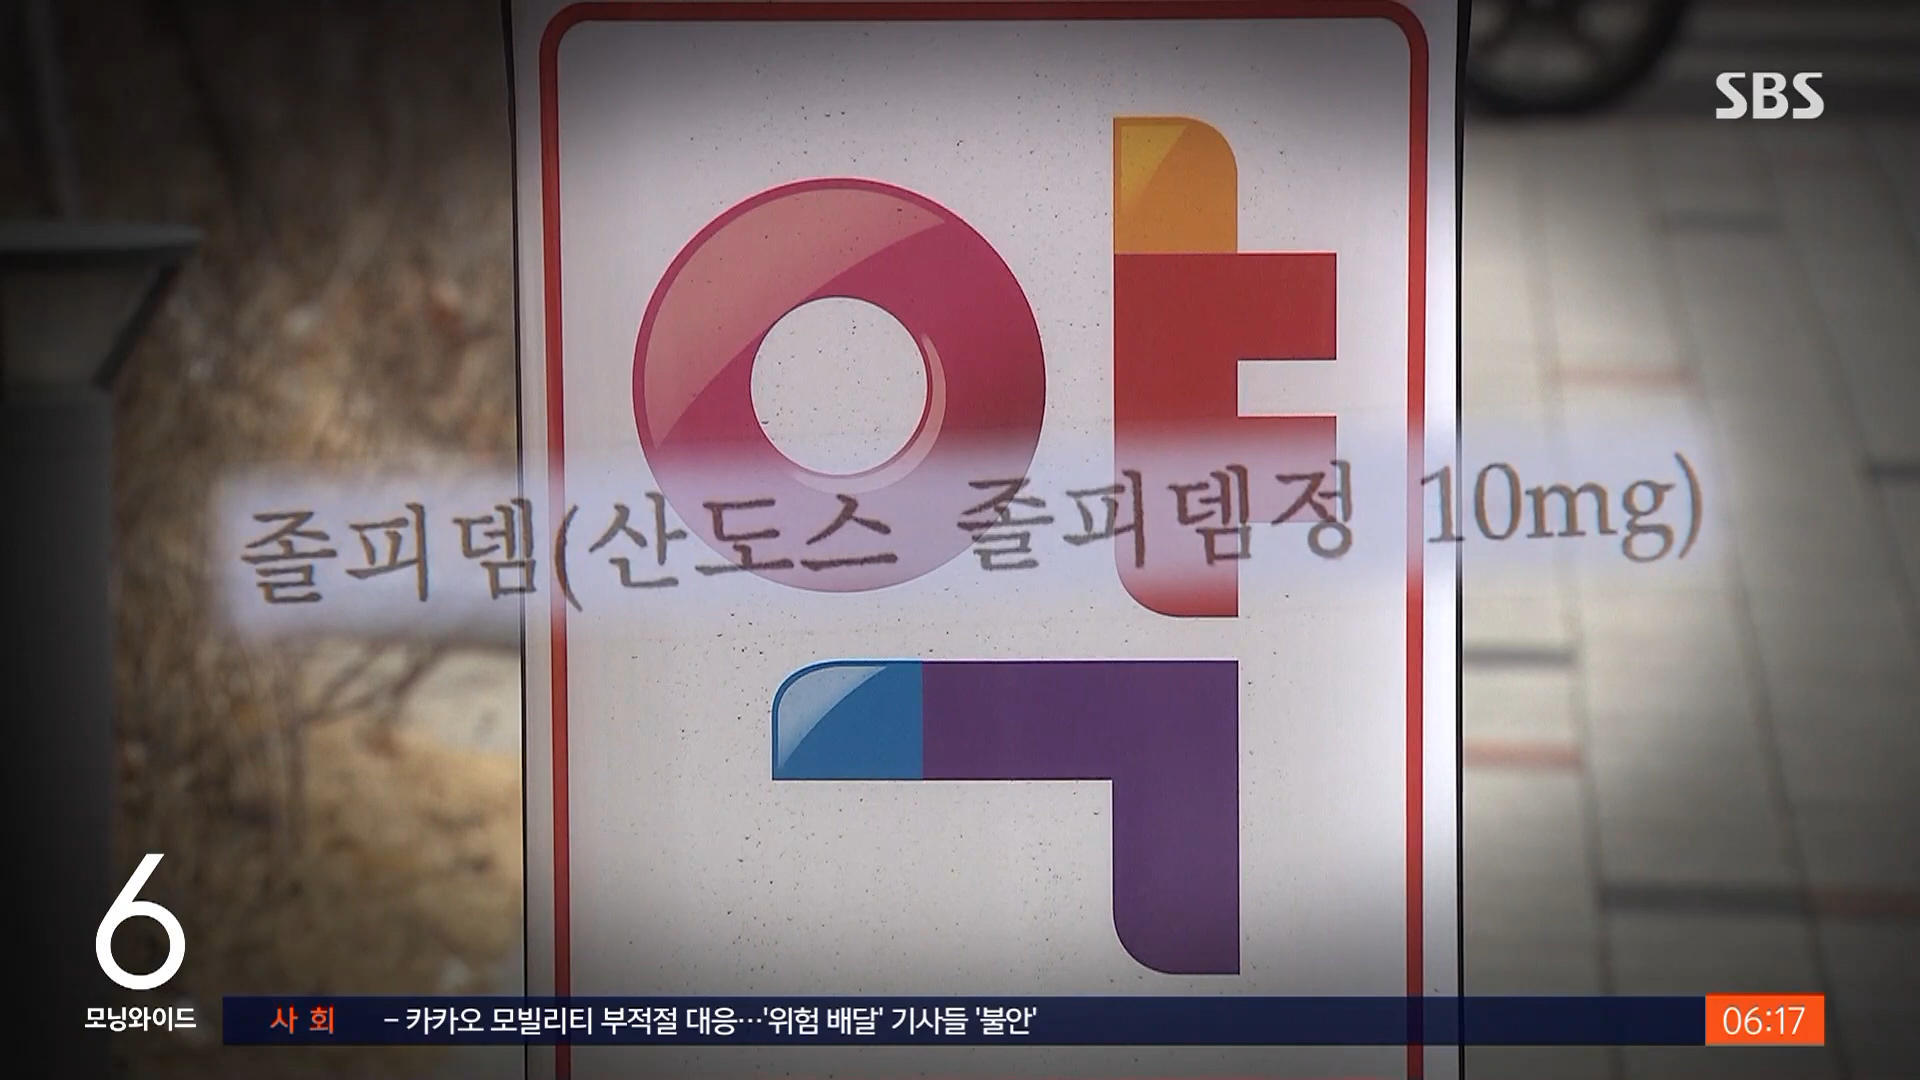 SBS
약
졸피뎀(산도스 졸피뎀정 10mg)
6
모닝와이드
사회
- 카카오 모빌리티 부적절 대응…'위험 배달' 기사들 '불안'
06:17